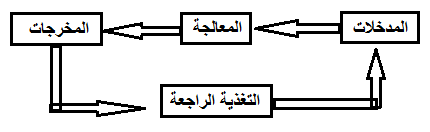 المدخلات
المعالجة
المخرجات
التغذية الراجعة